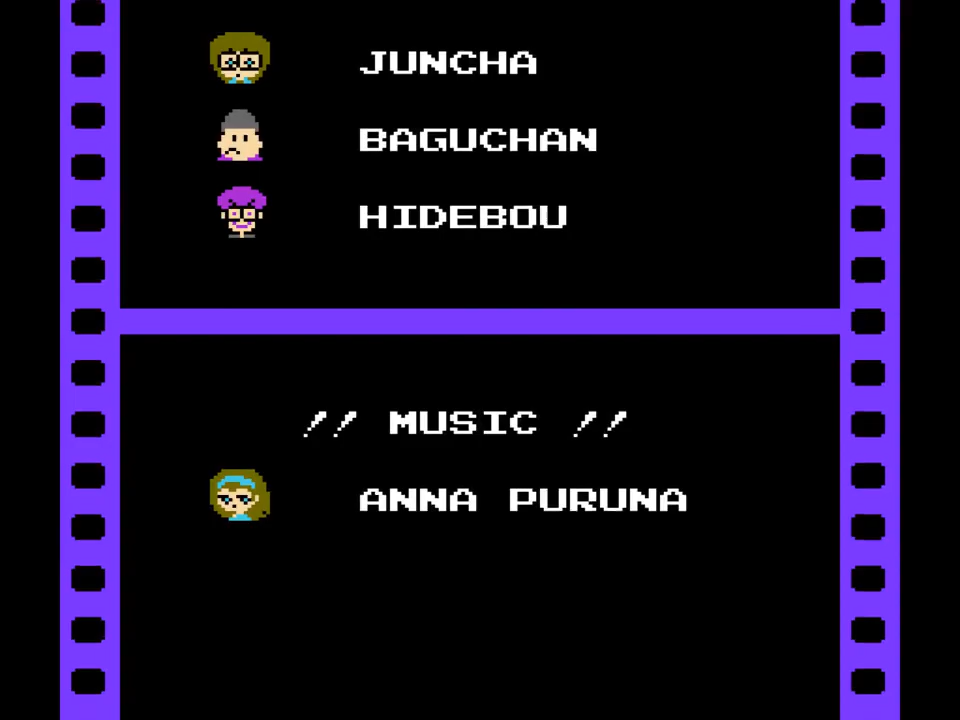 JUNCHA
BAGUCHAN
HIDEBOU
!! MUSIC !!
ANNA PURUNA